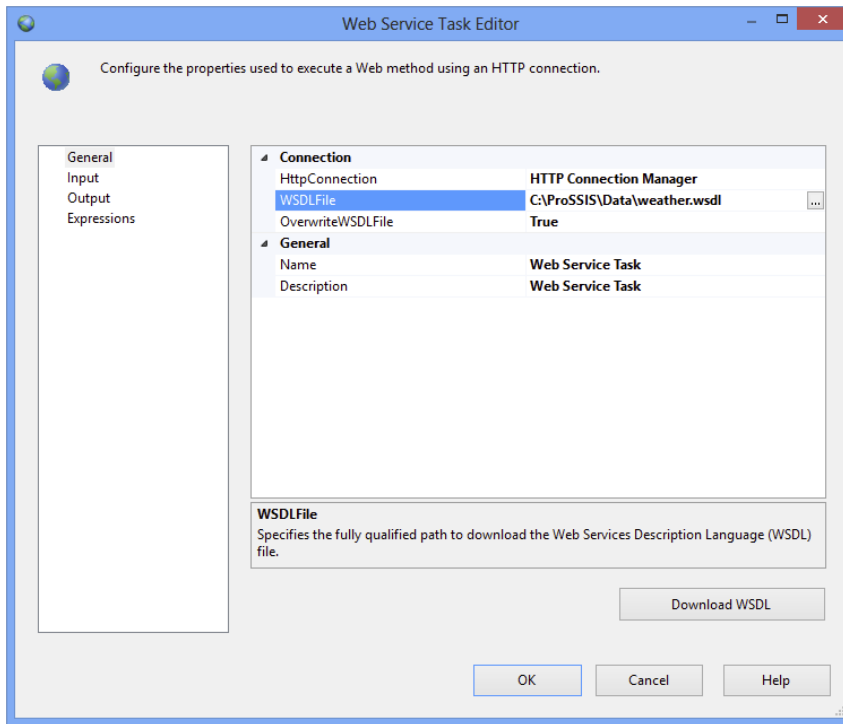 Web Service Task Editor
Configure the properties used to execute a Web method using an HTTP connection.
General
Input
Output
Expressions
Connection
HttpConnection HTTP Connection Manager
WSDLFile C:\ProSSIS\Data\weather.wsdl ...
OverwriteWSDLFile True
General
Name Web Service Task
Description Web Service Task
WSDLFile
Specifies the fully qualified path to download the Web Services Description Language (WSDL)
file.
Download WSDL
OK Cancel Help